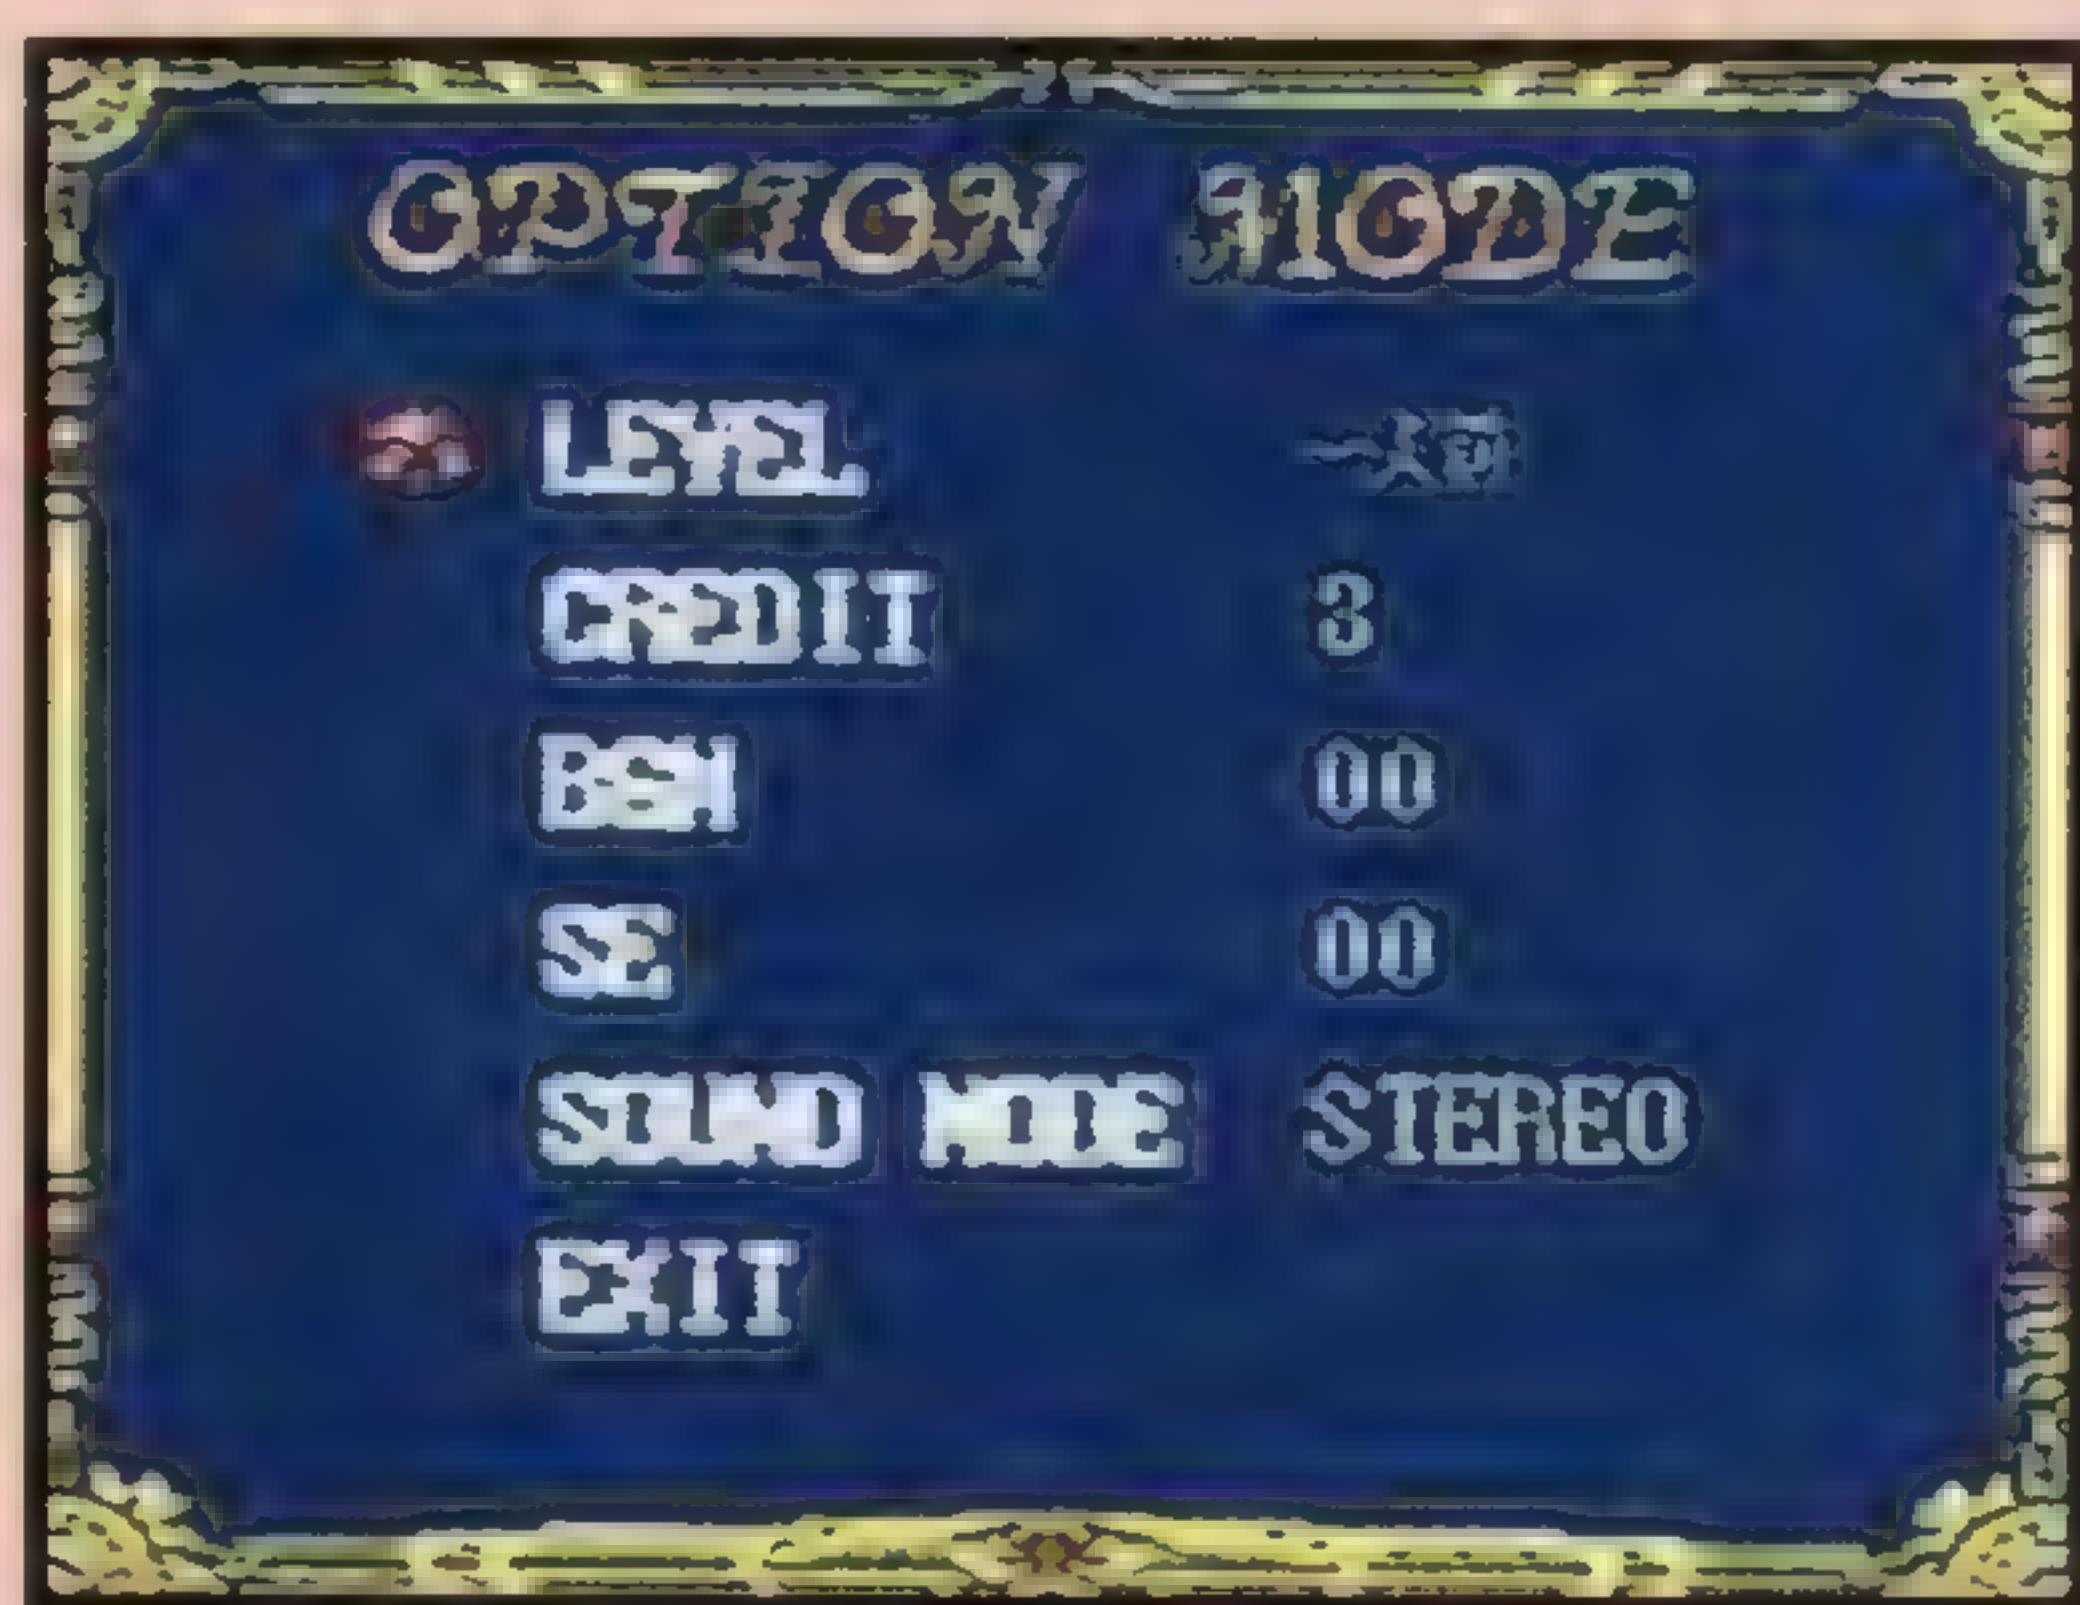 OPTION MODE
LEVEL
CREDIT 3
BGM 00
SE 00
SOUND MODE STEREO
EXIT